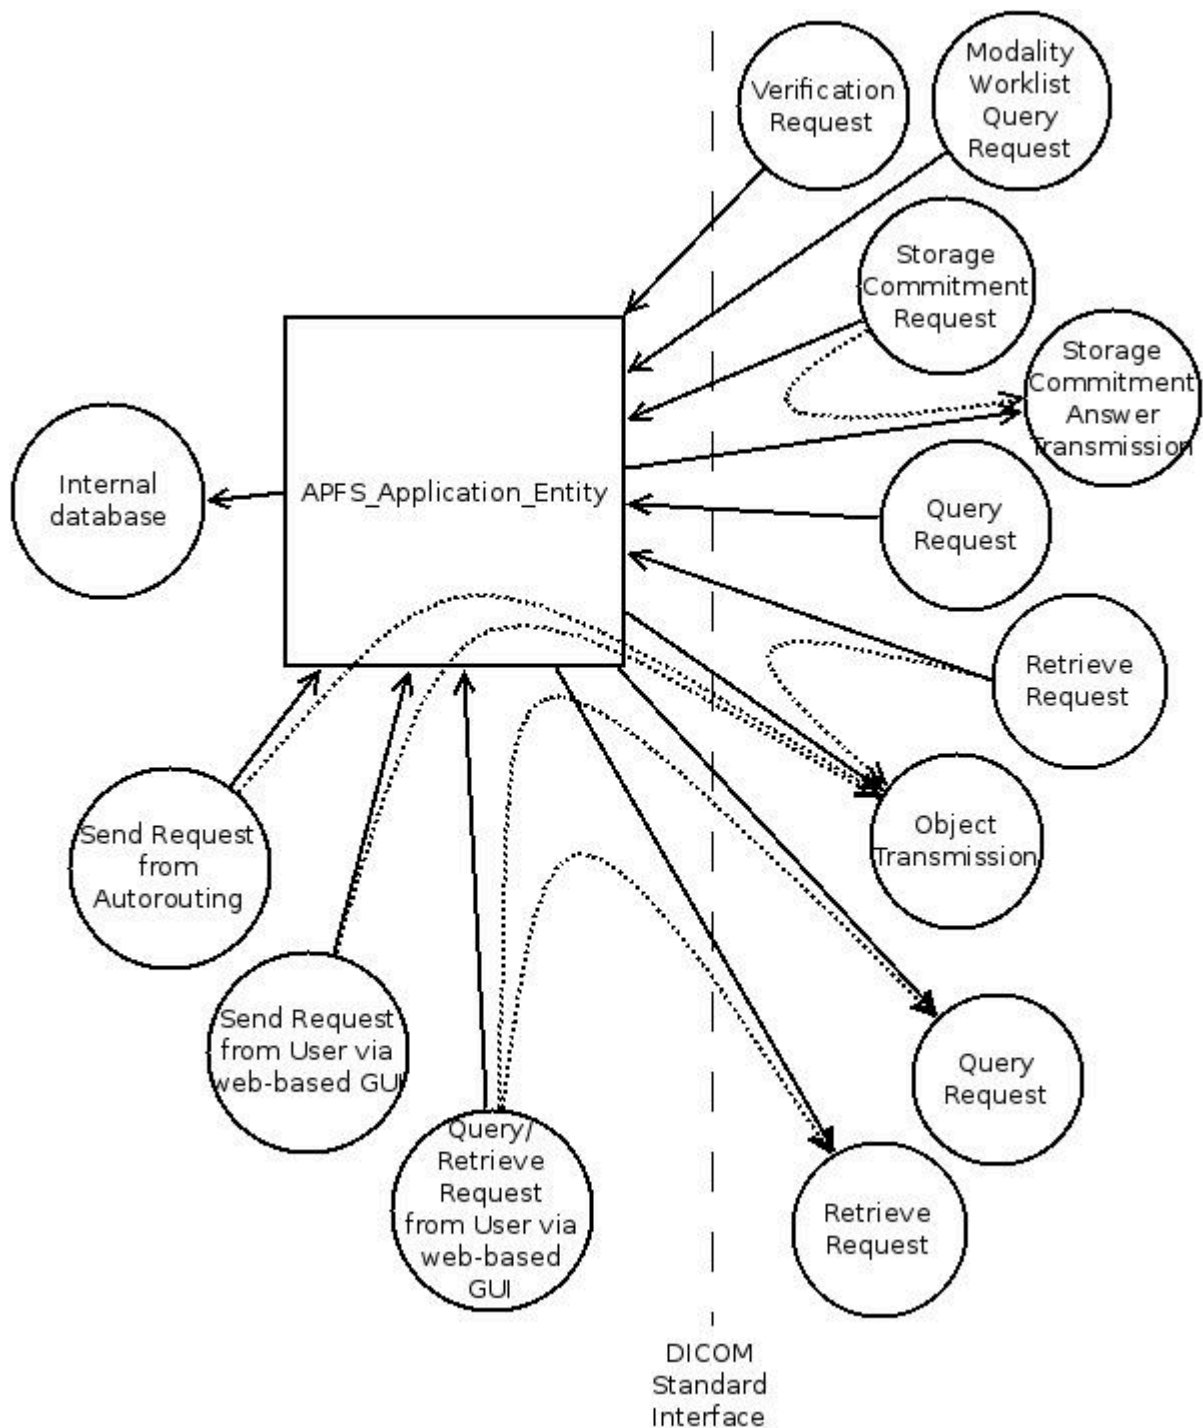 Verification
Request
Modality
Worklist
Query
Request
Storage
Commitment
Request
Storage
Commitment
Answer
Transmission
Internal
database
APFS_Application_Entity
Query
Request
Retrieve
Request
Send Request
from
Autorouting
Object
Transmission
Send Request
from User via
web-based GUI
Query/
Retrieve
Request
from User via
web-based
GUI
Query
Request
Retrieve
Request
DICOM
Standard
Interface